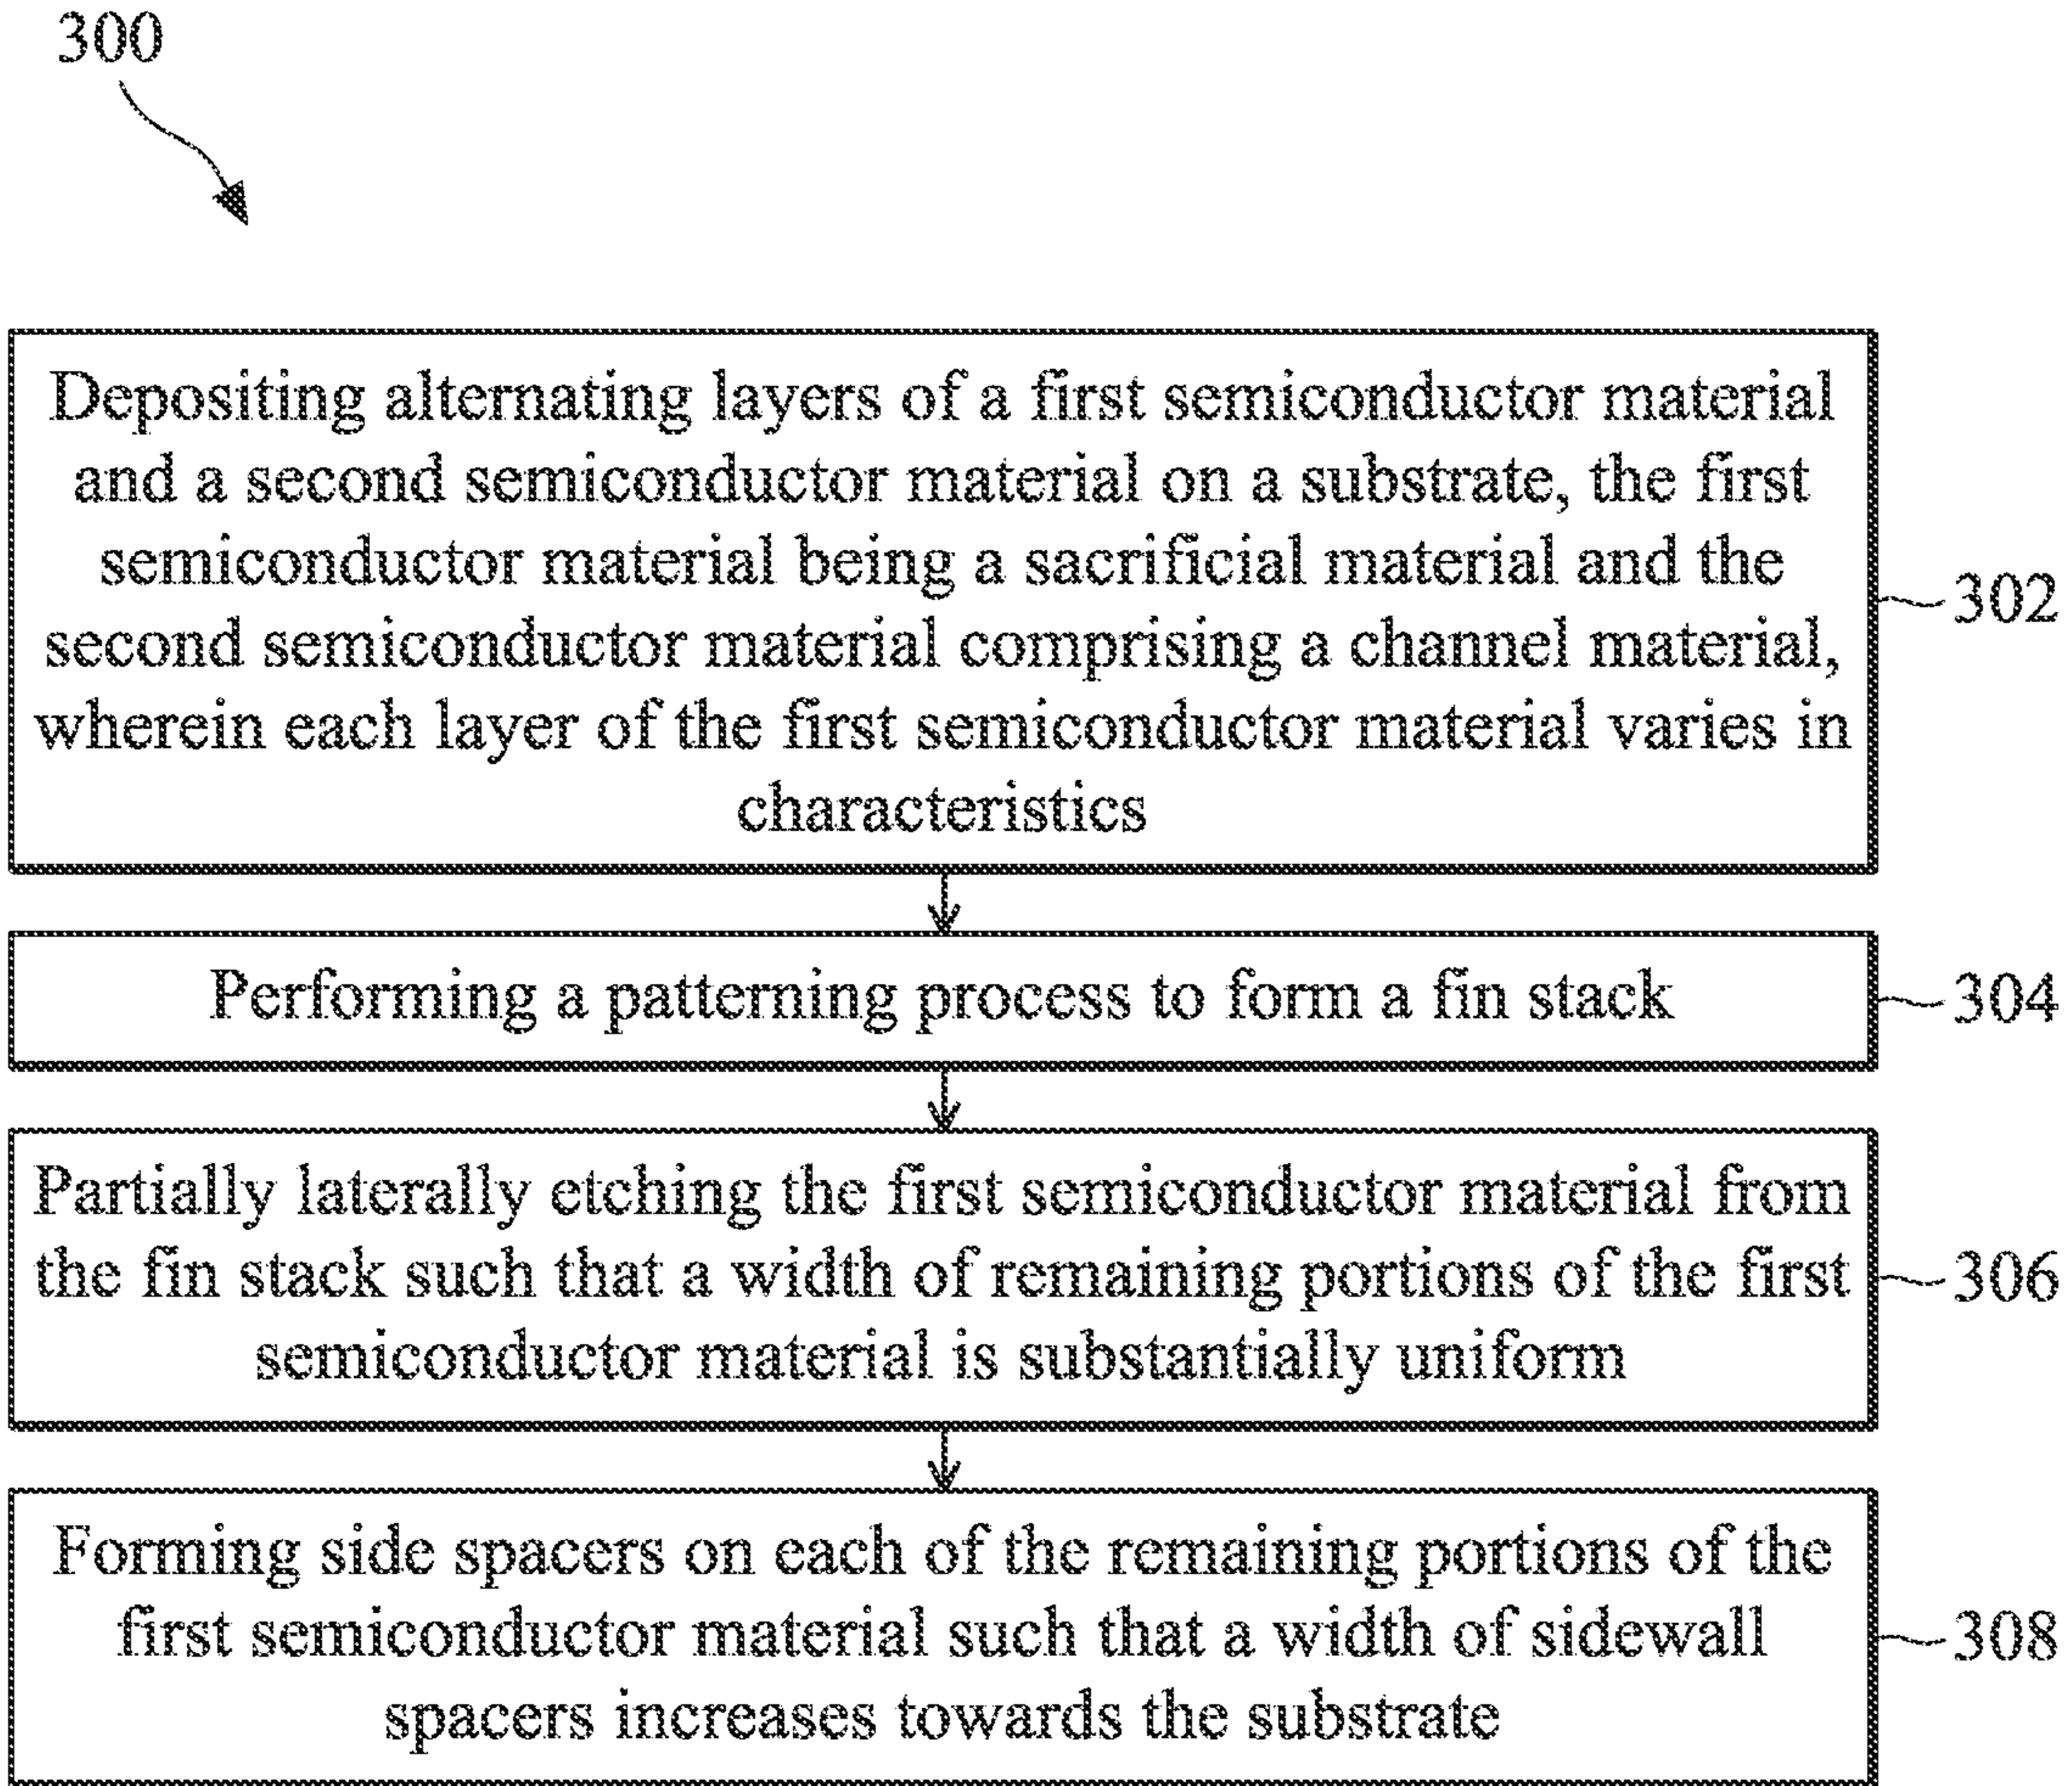 300
Depositing alternating layers of a first semiconductor material
and a second semiconductor material on a substrate, the first
semiconductor material being a sacrificial material and the
second semiconductor material comprising a channel material,
wherein each layer of the first semiconductor material varies in
characteristics
302
Performing a patterning process to form a fin stack
304
Partially laterally etching the first semiconductor material from
the fin stack such that a width of remaining portions of the first
semiconductor material is substantially uniform
306
Forming side spacers on each of the remaining portions of the
first semiconductor material such that a width of sidewall
spacers increases towards the substrate
308